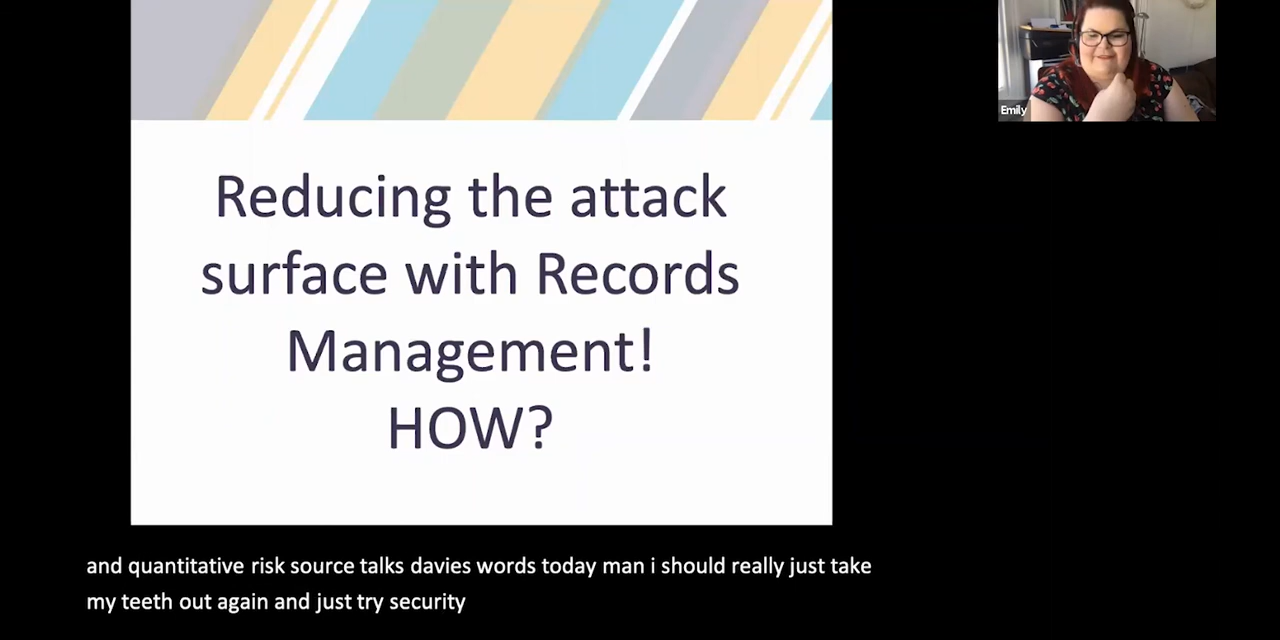 Reducing the attack
surface with Records
Management!
HOW?
Emily
and quantitative risk source talks davies words today man i should really just take
my teeth out again and just try security